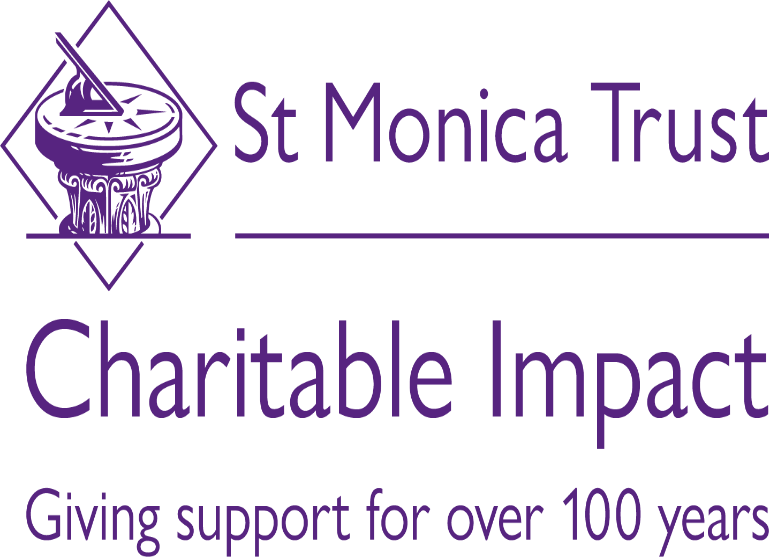 St Monica Trust
Charitable Impact
Giving support for over 100 years